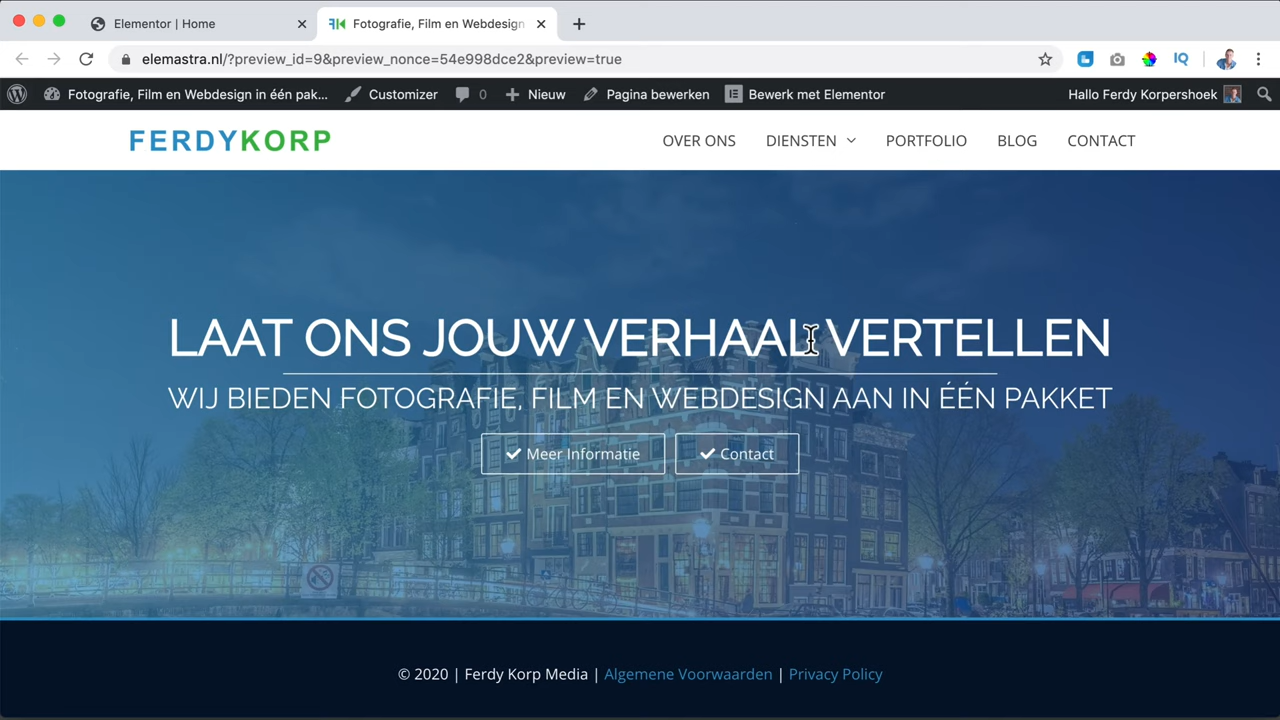 Elementor | Home
Fotografie, Film en Webdesign
elemastra.nl/?preview_id=9&preview_nonce=54e998dce2&preview=true
IQ
Fotografie, Film en Webdesign in één pak...
Customizer
0
Nieuw
Pagina bewerken
Bewerk met Elementor
Hallo Ferdy Korpershoek
FERDYKORP
OVER ONS
DIENSTEN
PORTFOLIO
BLOG
CONTACT
LAAT ONS JOUW VERHAAL VERTELLEN
WIJ BIEDEN FOTOGRAFIE, FILM EN WEBDESIGN AAN IN ÉÉN PAKKET
Meer Informatie
Contact
© 2020 | Ferdy Korp Media | Algemene Voorwaarden | Privacy Policy